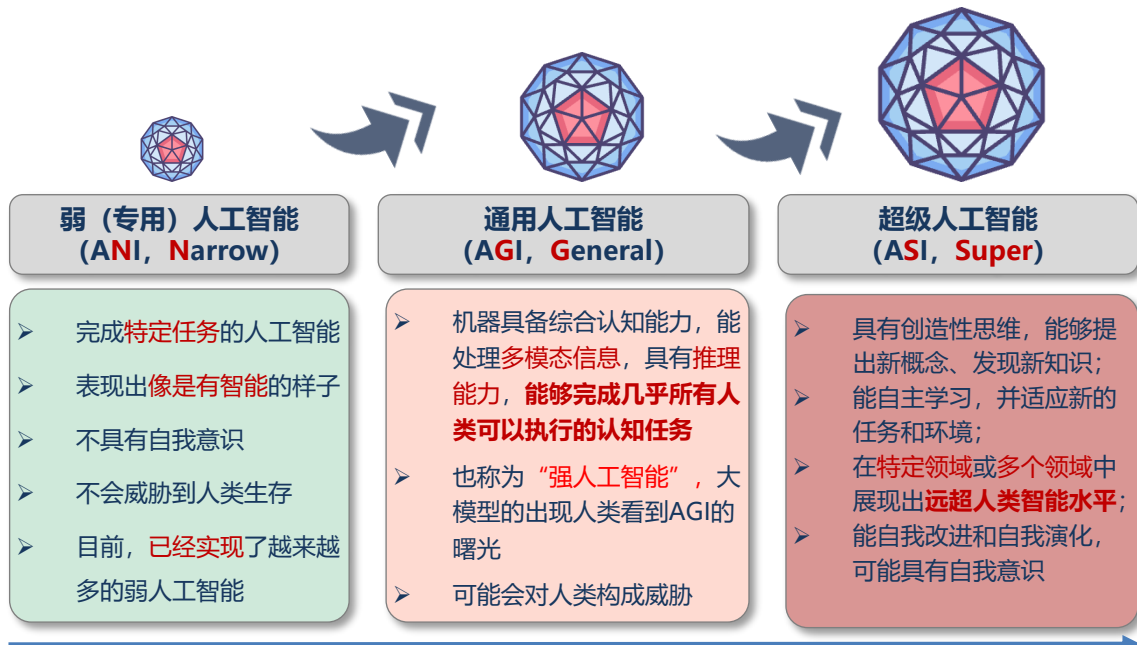 弱（专用）人工智能
（ANI，Narrow）
➢ 完成特定任务的人工智能
➢ 表现出像是有智能的样子
➢ 不具有自我意识
➢ 不会威胁到人类生存
➢ 目前，已经实现了越来越
多的弱人工智能
通用人工智能
（AGI，General）
➢ 机器具备综合认知能力，能
处理多模态信息，具有推理
能力，能够完成几乎所有人
类可以执行的认知任务
➢ 也称为“强人工智能”，大
模型的出现人类看到AGI的
曙光
➢ 可能会对人类构成威胁
超级人工智能
（ASI，Super）
➢ 具有创造性思维，能够提
出新概念、发现新知识；
➢ 能自主学习，并适应新的
任务和环境；
➢ 在特定领域或多个领域中
展现出远超人类智能水平；
➢ 能自我改进和自我演化，
可能具有自我意识